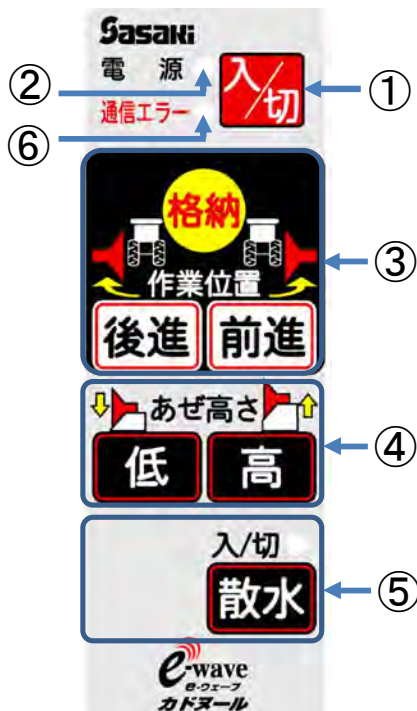 Sasaki
電源
入/切
①
②
通信エラー
⑥
格納
③
作業位置
後進 前進
あぜ高さ
低 高
④
入/切
散水
⑤
e-wave
e-ウェーブ
カドヌール